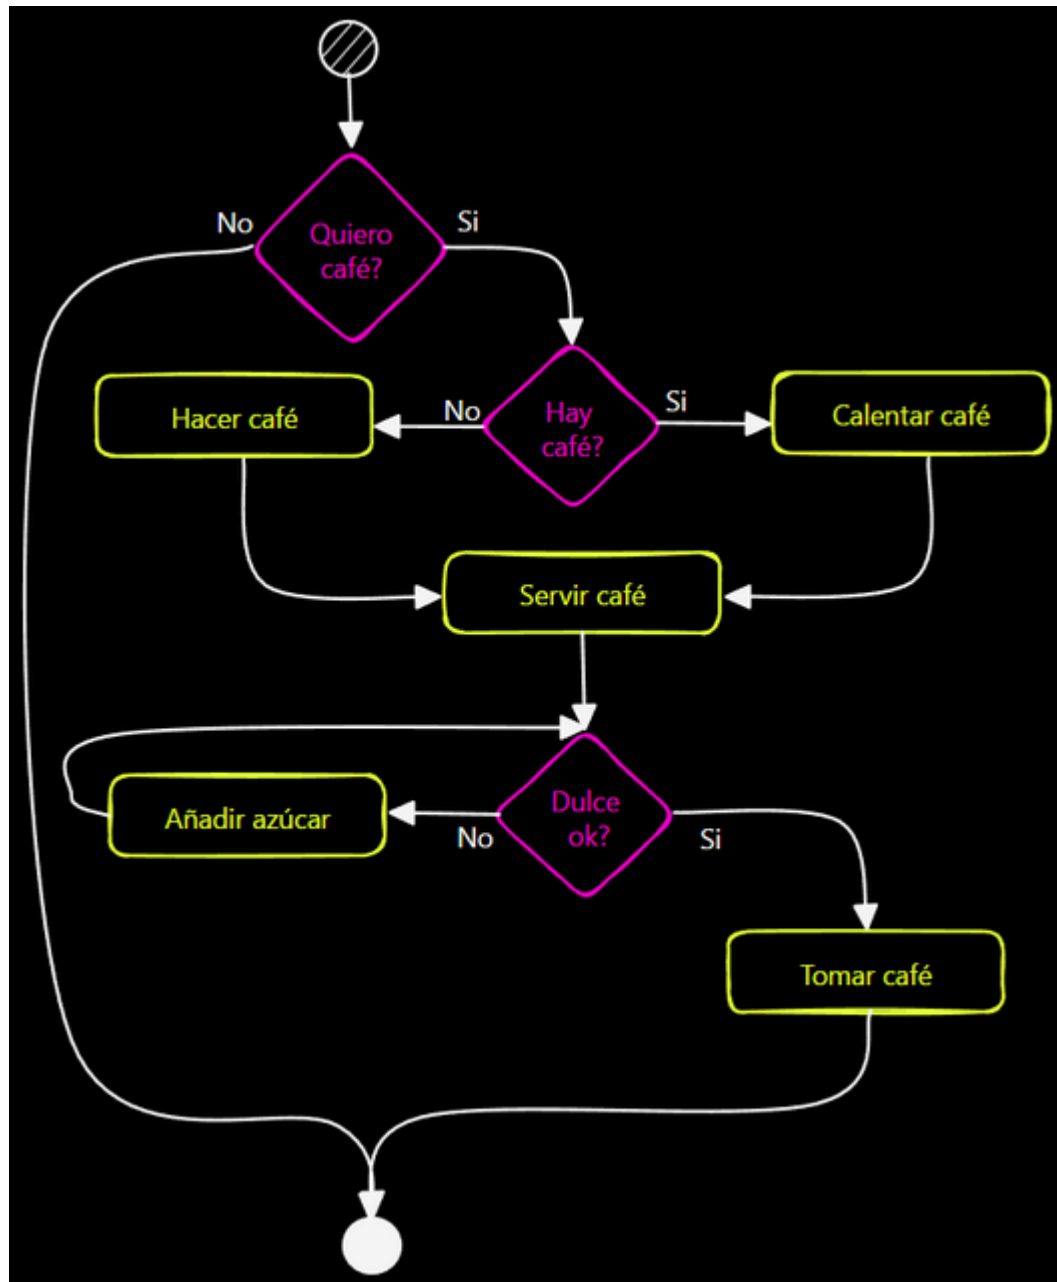 No
Si
Quiero
café?
Hacer café
No
Hay
café?
Si
Calentar café
Servir café
Añadir azúcar
No
Dulce
ok?
Si
Tomar café